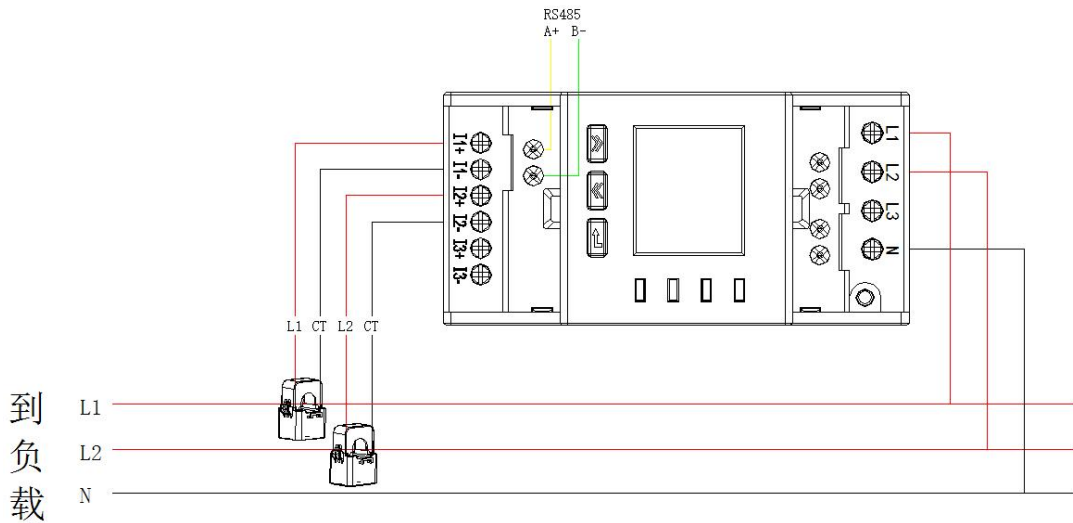 RS485
A+ B-
I1+
I1-
I2+
I2-
I3+
I3-
L1
L2
L3
N
L1 CT L2 CT
到负载
L1
L2
N